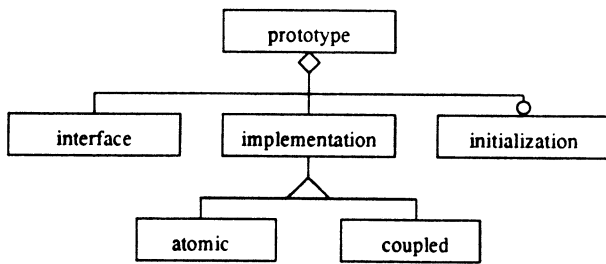 prototype
interface
implementation
initialization
atomic
coupled